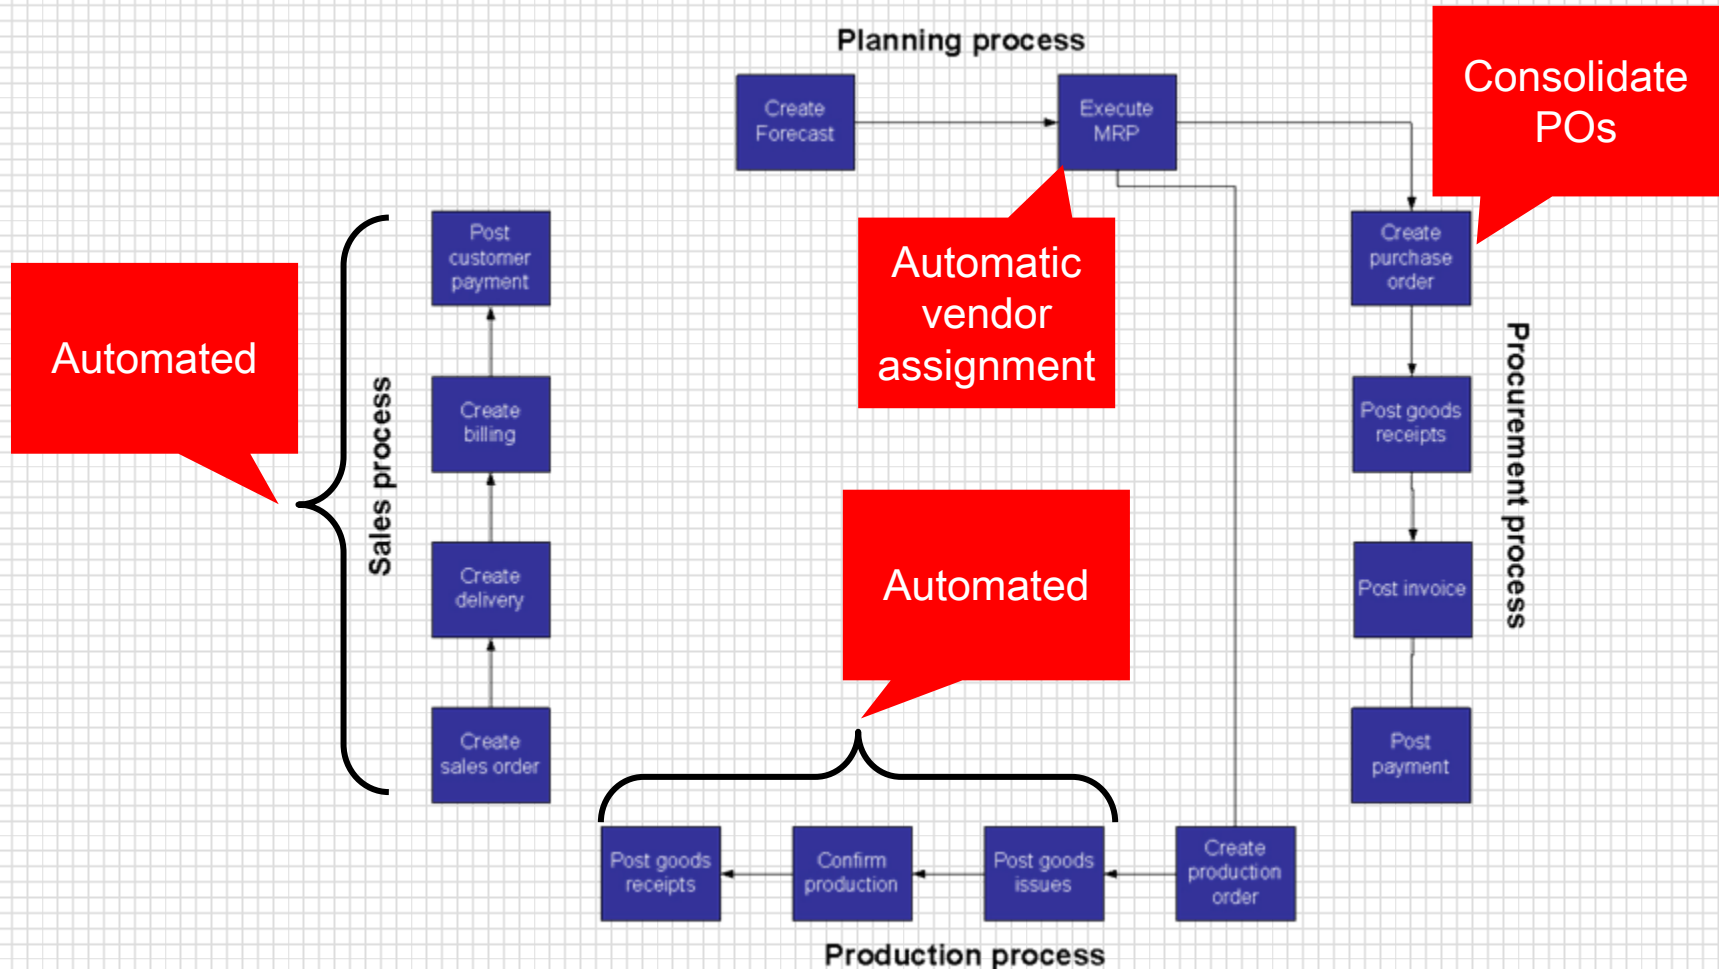 Planning process
Create
Forecast
Execute
MRP
Consolidate
POs
Automatic
vendor
assignment
Create
purchase
order
Post goods
receipts
Post invoice
Post
payment
Procurement process
Automated
Sales process
Post
customer
payment
Create
billing
Create
delivery
Create
sales order
Automated
Post goods
receipts
Confirm
production
Post goods
issues
Create
production
order
Production process